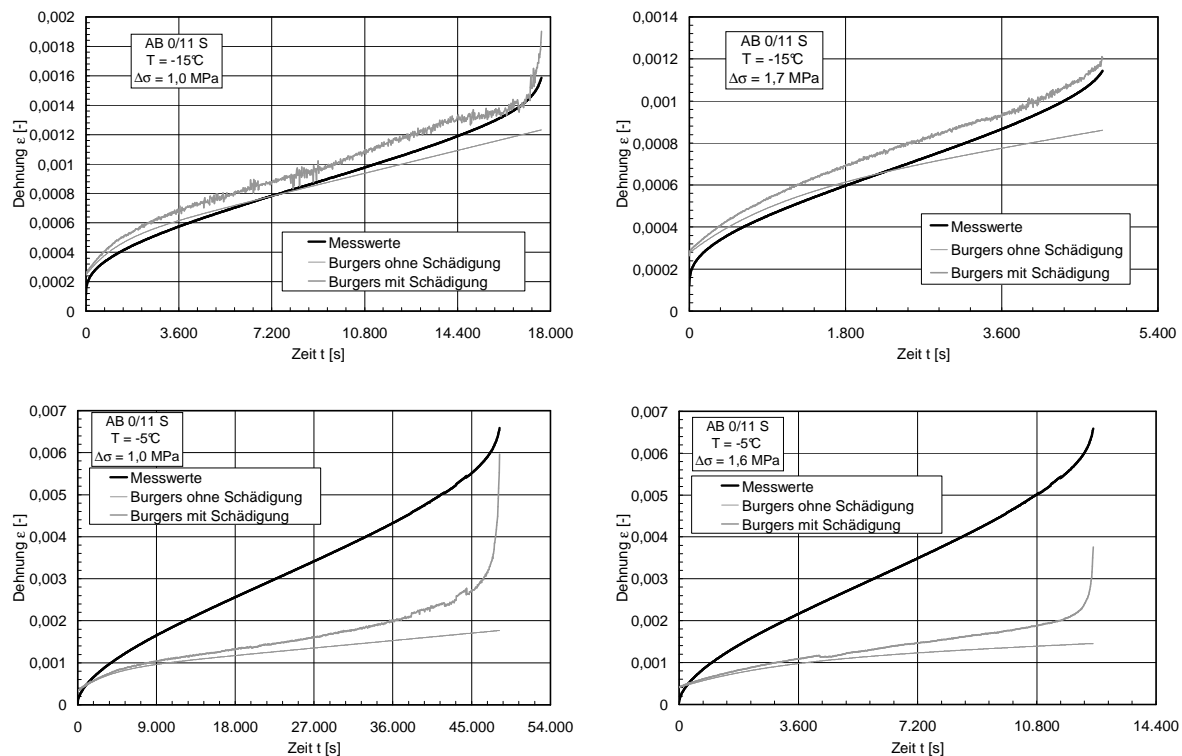 0,002
0,0018
0,0016
0,0014
0,0012
0,001
0,0008
0,0006
0,0004
0,0002
0
Dehnung ε [-]
AB 0/11 S
T = -15°C
Δσ = 1,0 MPa
Messwerte
Burgers ohne Schädigung
Burgers mit Schädigung
0 3.600 7.200 10.800 14.400 18.000
Zeit t [s]
0,0014
0,0012
0,001
0,0008
0,0006
0,0004
0,0002
0
Dehnung ε [-]
AB 0/11 S
T = -15°C
Δσ = 1,7 MPa
Messwerte
Burgers ohne Schädigung
Burgers mit Schädigung
0 1.800 3.600 5.400
Zeit t [s]
0,007
0,006
0,005
0,004
0,003
0,002
0,001
0
Dehnung ε [-]
AB 0/11 S
T = -5°C
Δσ = 1,0 MPa
Messwerte
Burgers ohne Schädigung
Burgers mit Schädigung
0 9.000 18.000 27.000 36.000 45.000 54.000
Zeit t [s]
0,007
0,006
0,005
0,004
0,003
0,002
0,001
0
Dehnung ε [-]
AB 0/11 S
T = -5°C
Δσ = 1,6 MPa
Messwerte
Burgers ohne Schädigung
Burgers mit Schädigung
0 3.600 7.200 10.800 14.400
Zeit t [s]